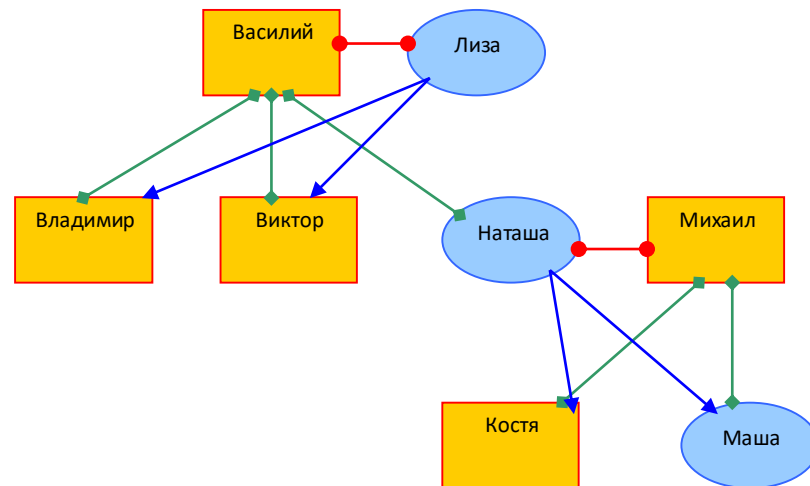 Василий
Лиза
Владимир
Виктор
Наташа
Михаил
Костя
Маша